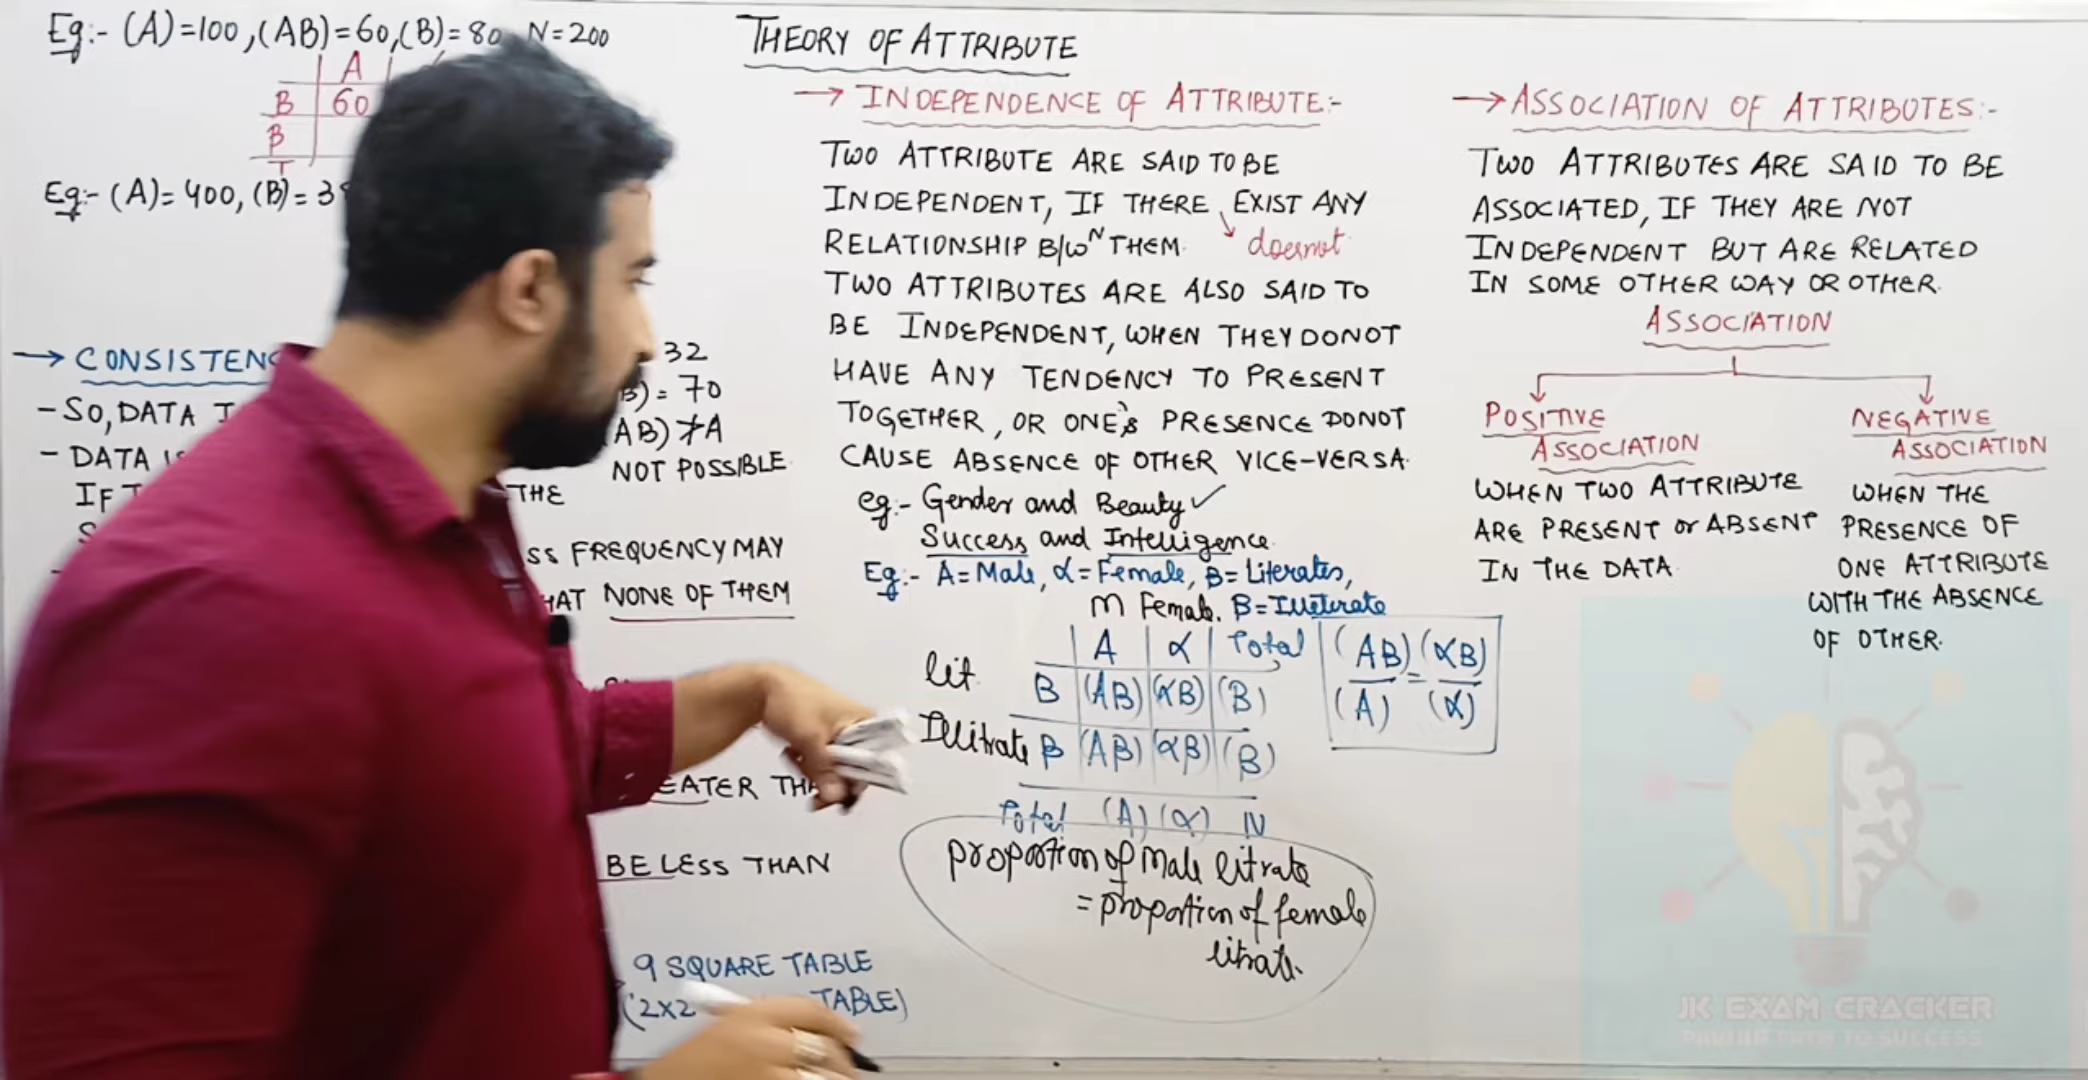 Eg:- (A)=100, (AB)=60, (B)=80 N=200
A
B 60
β
T
Eg:- (A)=400, (B)=3
→ CONSISTENC
32
- SO, DATA I
B)= 70
- DATA IS
AB) ≯A
IF T
THE
NOT POSSIBLE.
SS FREQUENCY MAY
HAT NONE OF THEM
EATER THA
BE LESS THAN
9 SQUARE TABLE
(2x2 TABLE)
THEORY OF ATTRIBUTE
→ INDEPENDENCE OF ATTRIBUTE:-
TWO ATTRIBUTE ARE SAID TO BE
INDEPENDENT, IF THERE EXIST ANY
RELATIONSHIP B/Wᴺ THEM. doesnot
TWO ATTRIBUTES ARE ALSO SAID TO
BE INDEPENDENT, WHEN THEY DONOT
HAVE ANY TENDENCY TO PRESENT
TOGETHER, OR ONE'S PRESENCE DONOT
CAUSE ABSENCE OF OTHER VICE-VERSA.
eg:- Gender and Beauty ✓
Success and Intelligence.
Eg:- A=Male, α=Female, B=Literates,
M Female. β=Illiterate
A α Total
lit. B (AB) (αB) (B)
Illitrate β (Aβ) (αβ) (β)
Total (A) (α) N
(AB)/(A) = (αB)/(α)
proportion of Male litrate
= proportion of female
litrate.
→ ASSOCIATION OF ATTRIBUTES:-
TWO ATTRIBUTES ARE SAID TO BE
ASSOCIATED, IF THEY ARE NOT
INDEPENDENT BUT ARE RELATED
IN SOME OTHER WAY OR OTHER.
ASSOCIATION
POSITIVE
ASSOCIATION
WHEN TWO ATTRIBUTE
ARE PRESENT or ABSENT
IN THE DATA
NEGATIVE
ASSOCIATION
WHEN THE
PRESENCE OF
ONE ATTRIBUTE
WITH THE ABSENCE
OF OTHER.
JK EXAM CRACKER
PAVING PATH TO SUCCESS